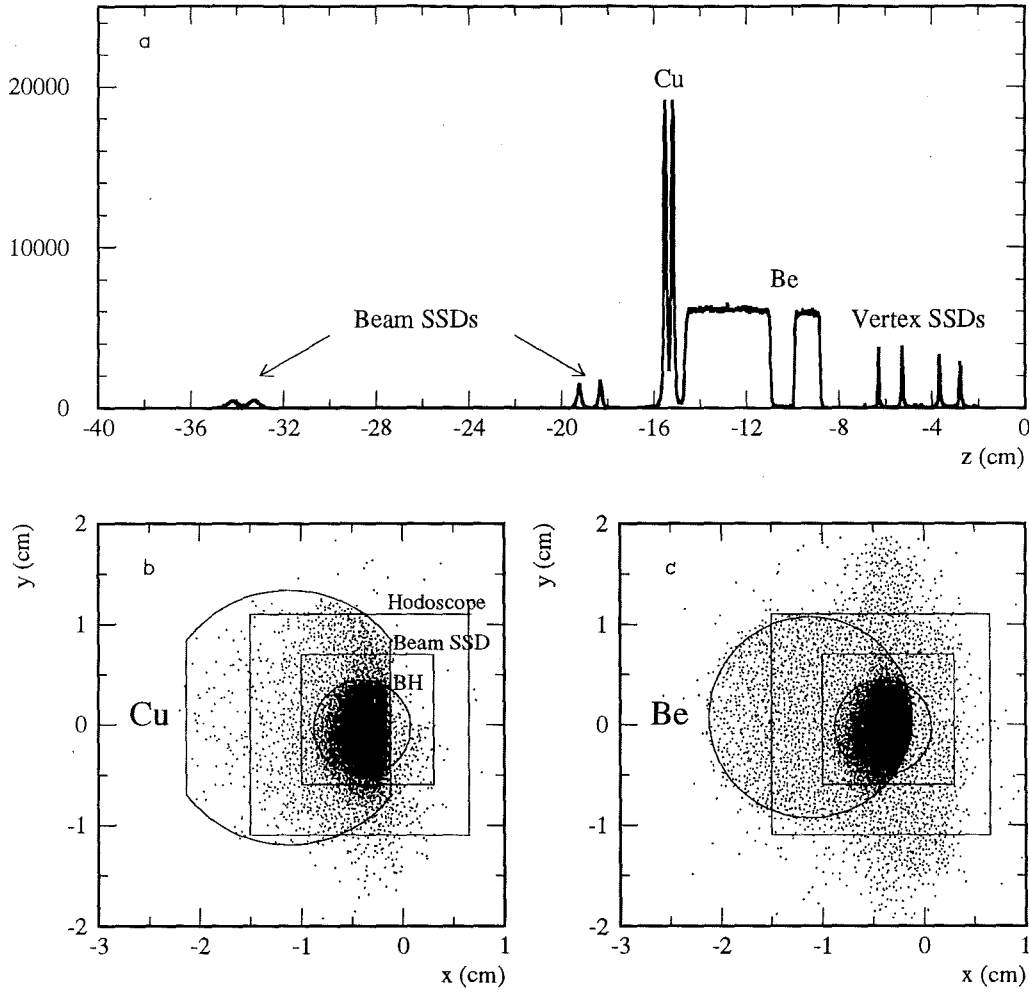 a
20000
10000
0
Cu
Be
Beam SSDs
Vertex SSDs
-40 -36 -32 -28 -24 -20 -16 -12 -8 -4 0
z (cm)
y (cm)
2
1
0
-1
-2
b
Hodoscope
Beam SSD
BH
Cu
-3 -2 -1 0 1
x (cm)
y (cm)
2
1
0
-1
-2
c
Be
-3 -2 -1 0 1
x (cm)